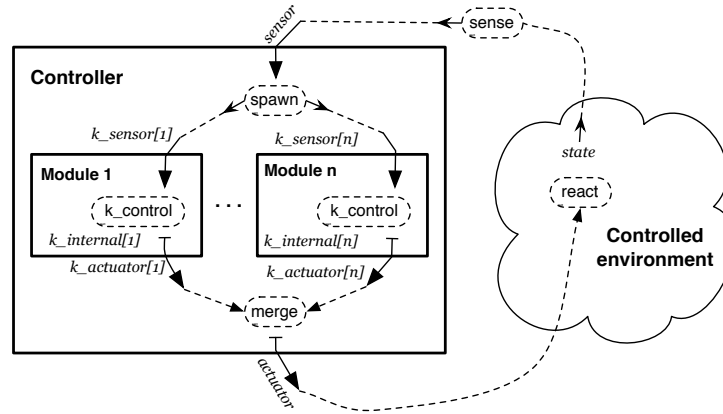 sensor
sense
Controller
spawn
k_sensor[1]
k_sensor[n]
state
Module 1
Module n
k_control
. . .
k_control
react
k_internal[1]
k_internal[n]
Controlled
environment
k_actuator[1]
k_actuator[n]
merge
actuator